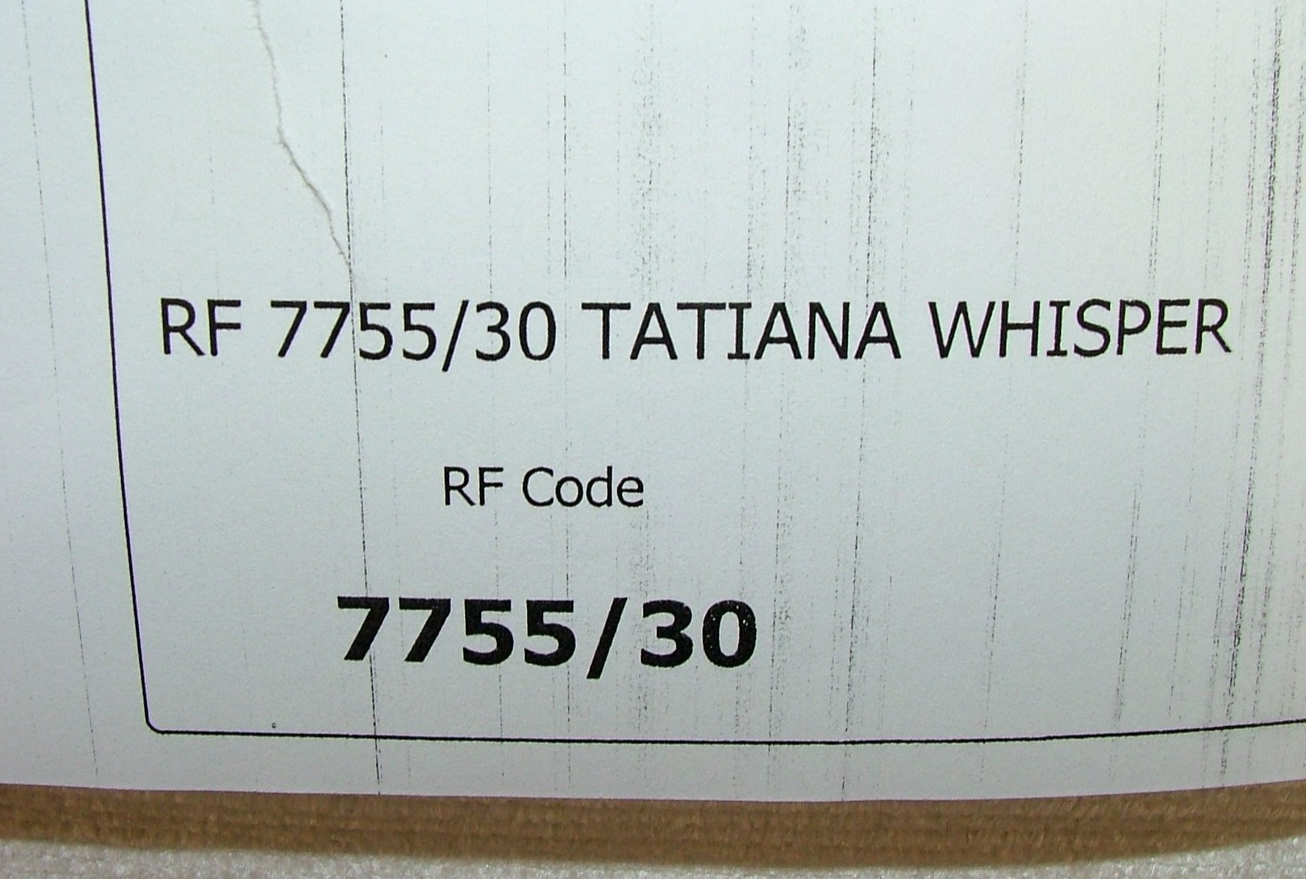 RF 7755/30 TATIANA WHISPER
RF Code
7755/30